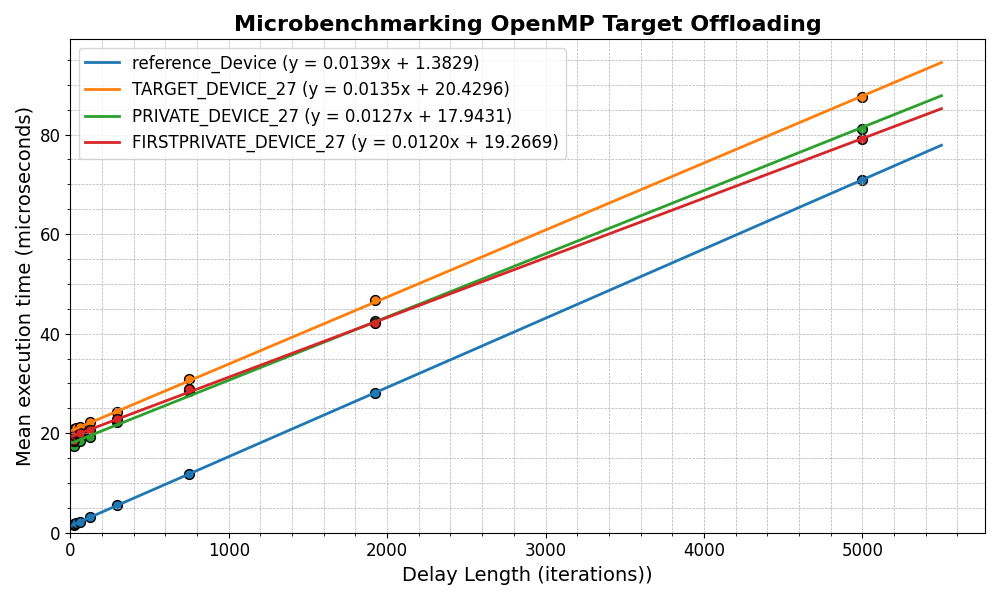 Microbenchmarking OpenMP Target Offloading
reference_Device (y = 0.0139x + 1.3829)
TARGET_DEVICE_27 (y = 0.0135x + 20.4296)
PRIVATE_DEVICE_27 (y = 0.0127x + 17.9431)
FIRSTPRIVATE_DEVICE_27 (y = 0.0120x + 19.2669)
Mean execution time (microseconds)
80
60
40
20
0
0 1000 2000 3000 4000 5000
Delay Length (iterations))